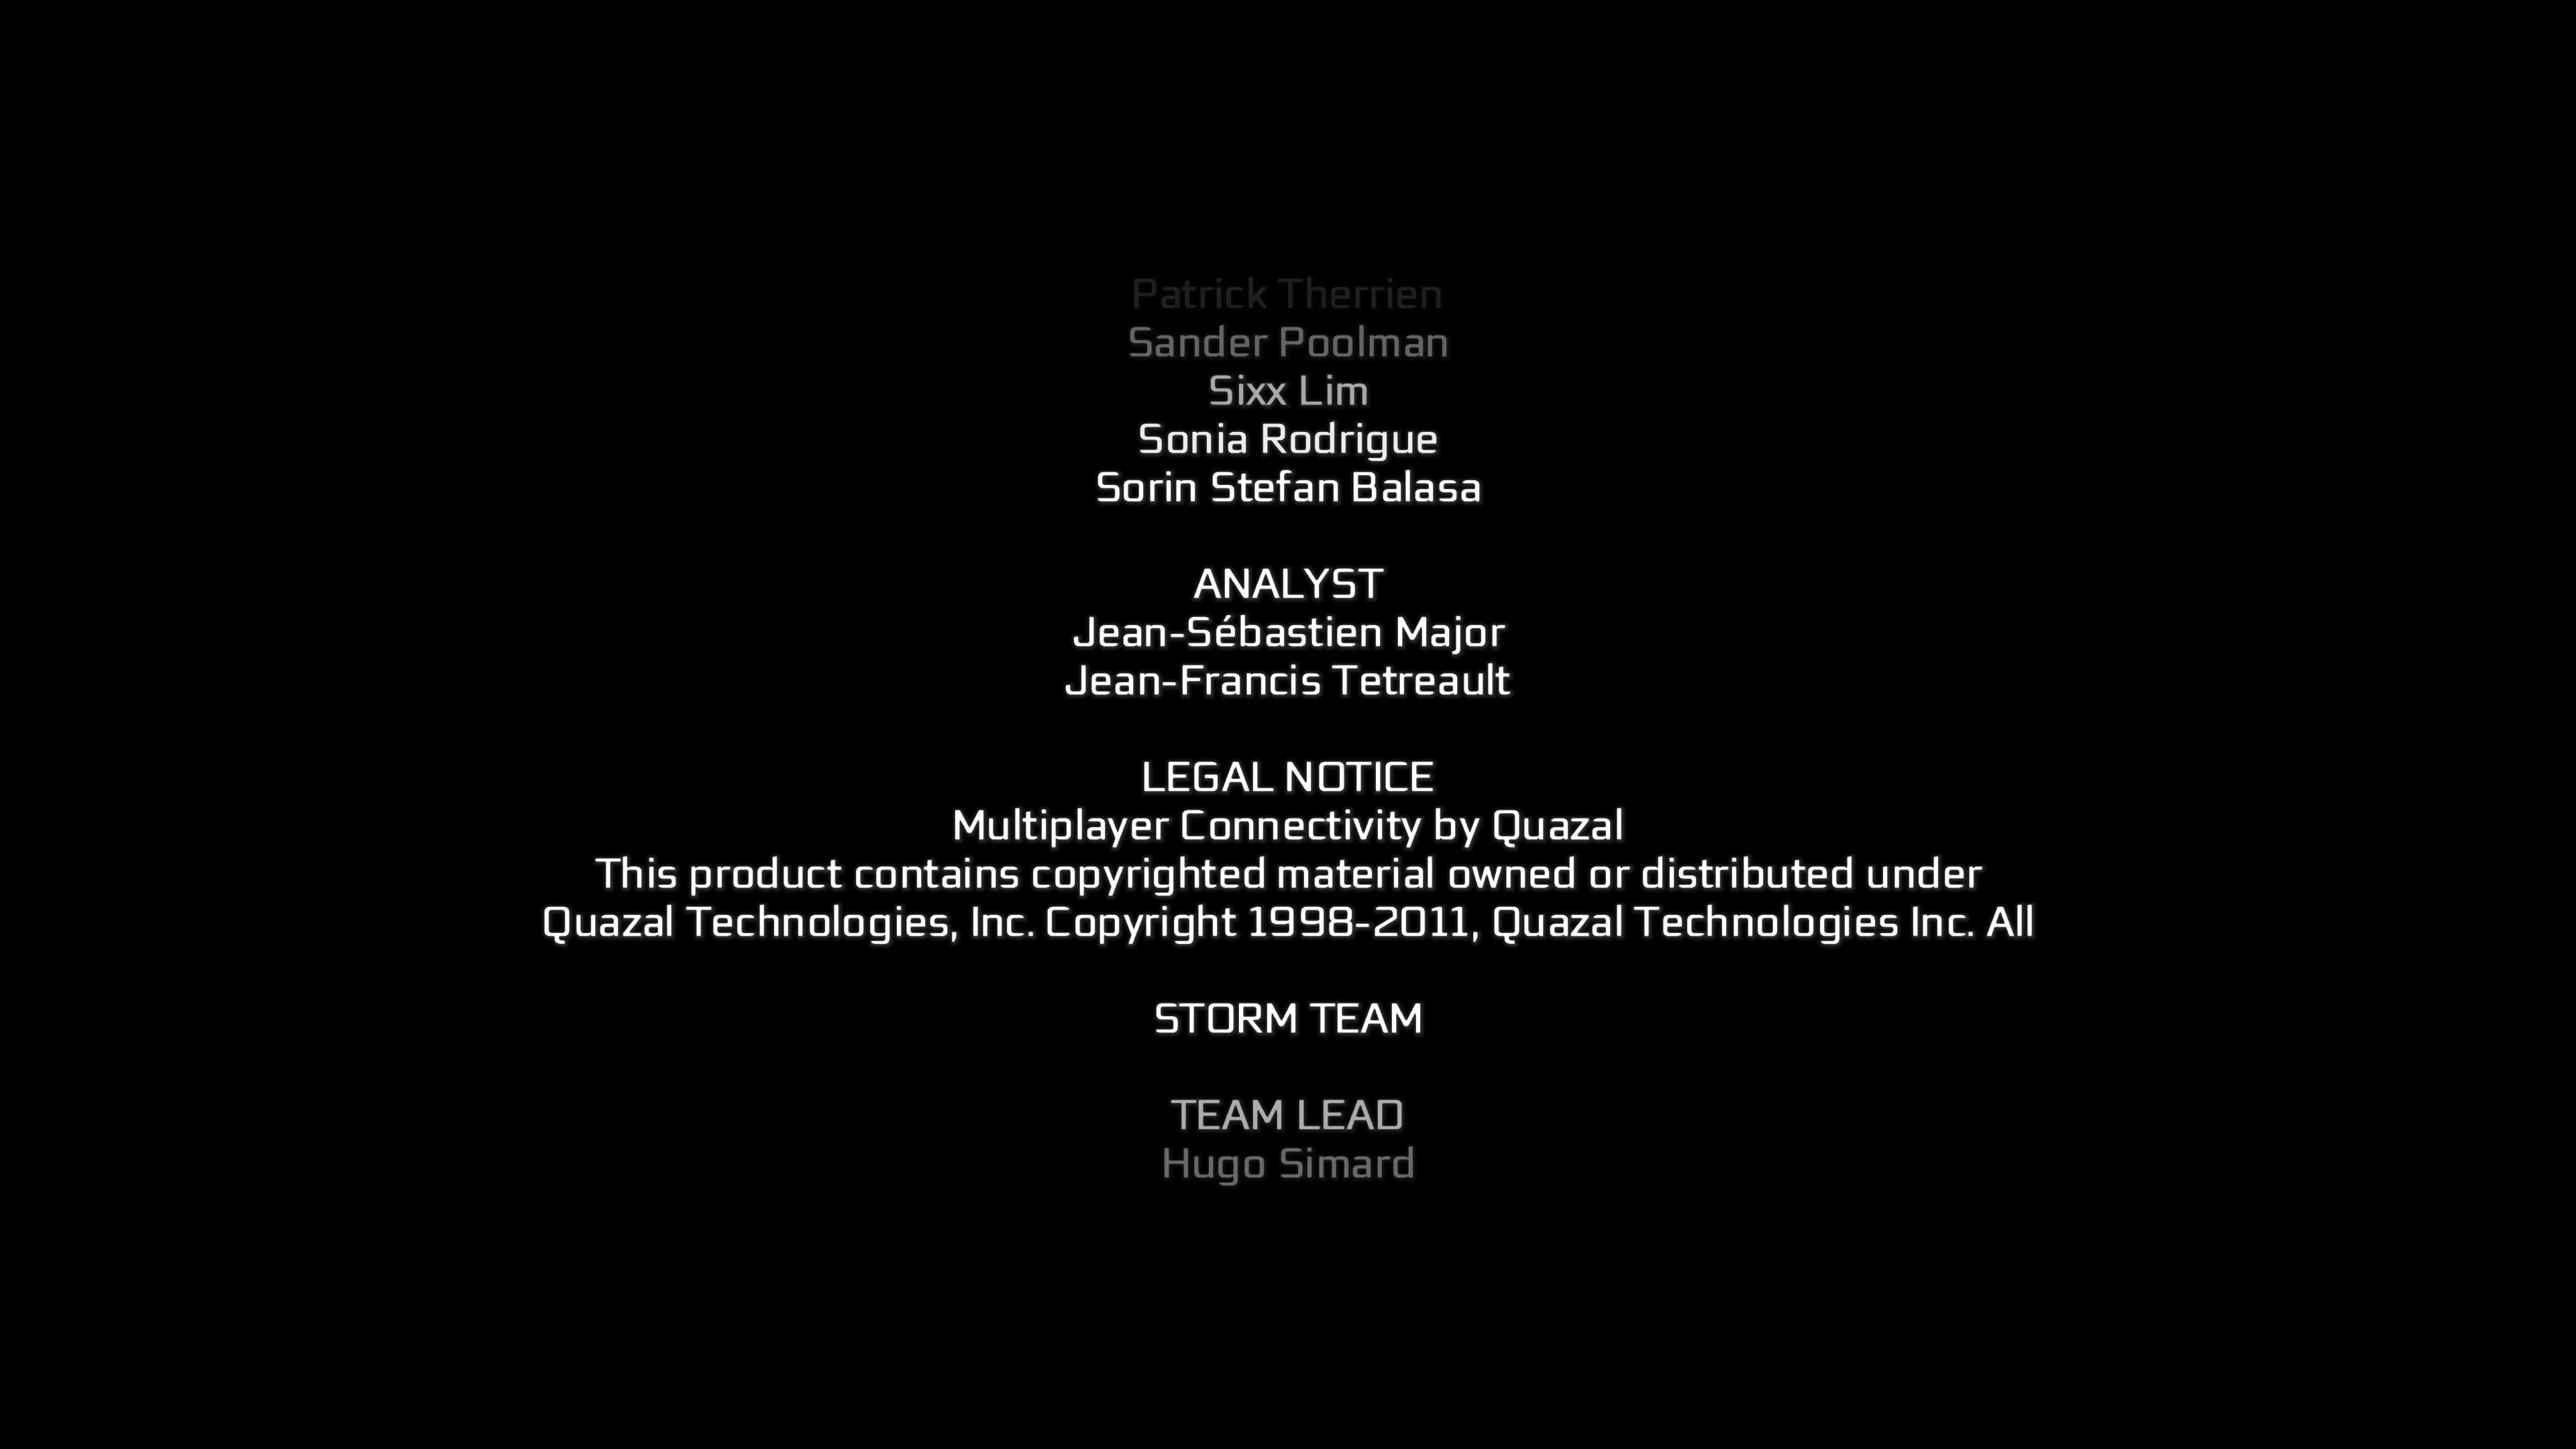 Patrick Therrien
Sander Poolman
Sixx Lim
Sonia Rodrigue
Sorin Stefan Balasa
ANALYST
Jean-Sébastien Major
Jean-Francis Tetreault
LEGAL NOTICE
Multiplayer Connectivity by Quazal
This product contains copyrighted material owned or distributed under
Quazal Technologies, Inc. Copyright 1998-2011, Quazal Technologies Inc. All
STORM TEAM
TEAM LEAD
Hugo Simard